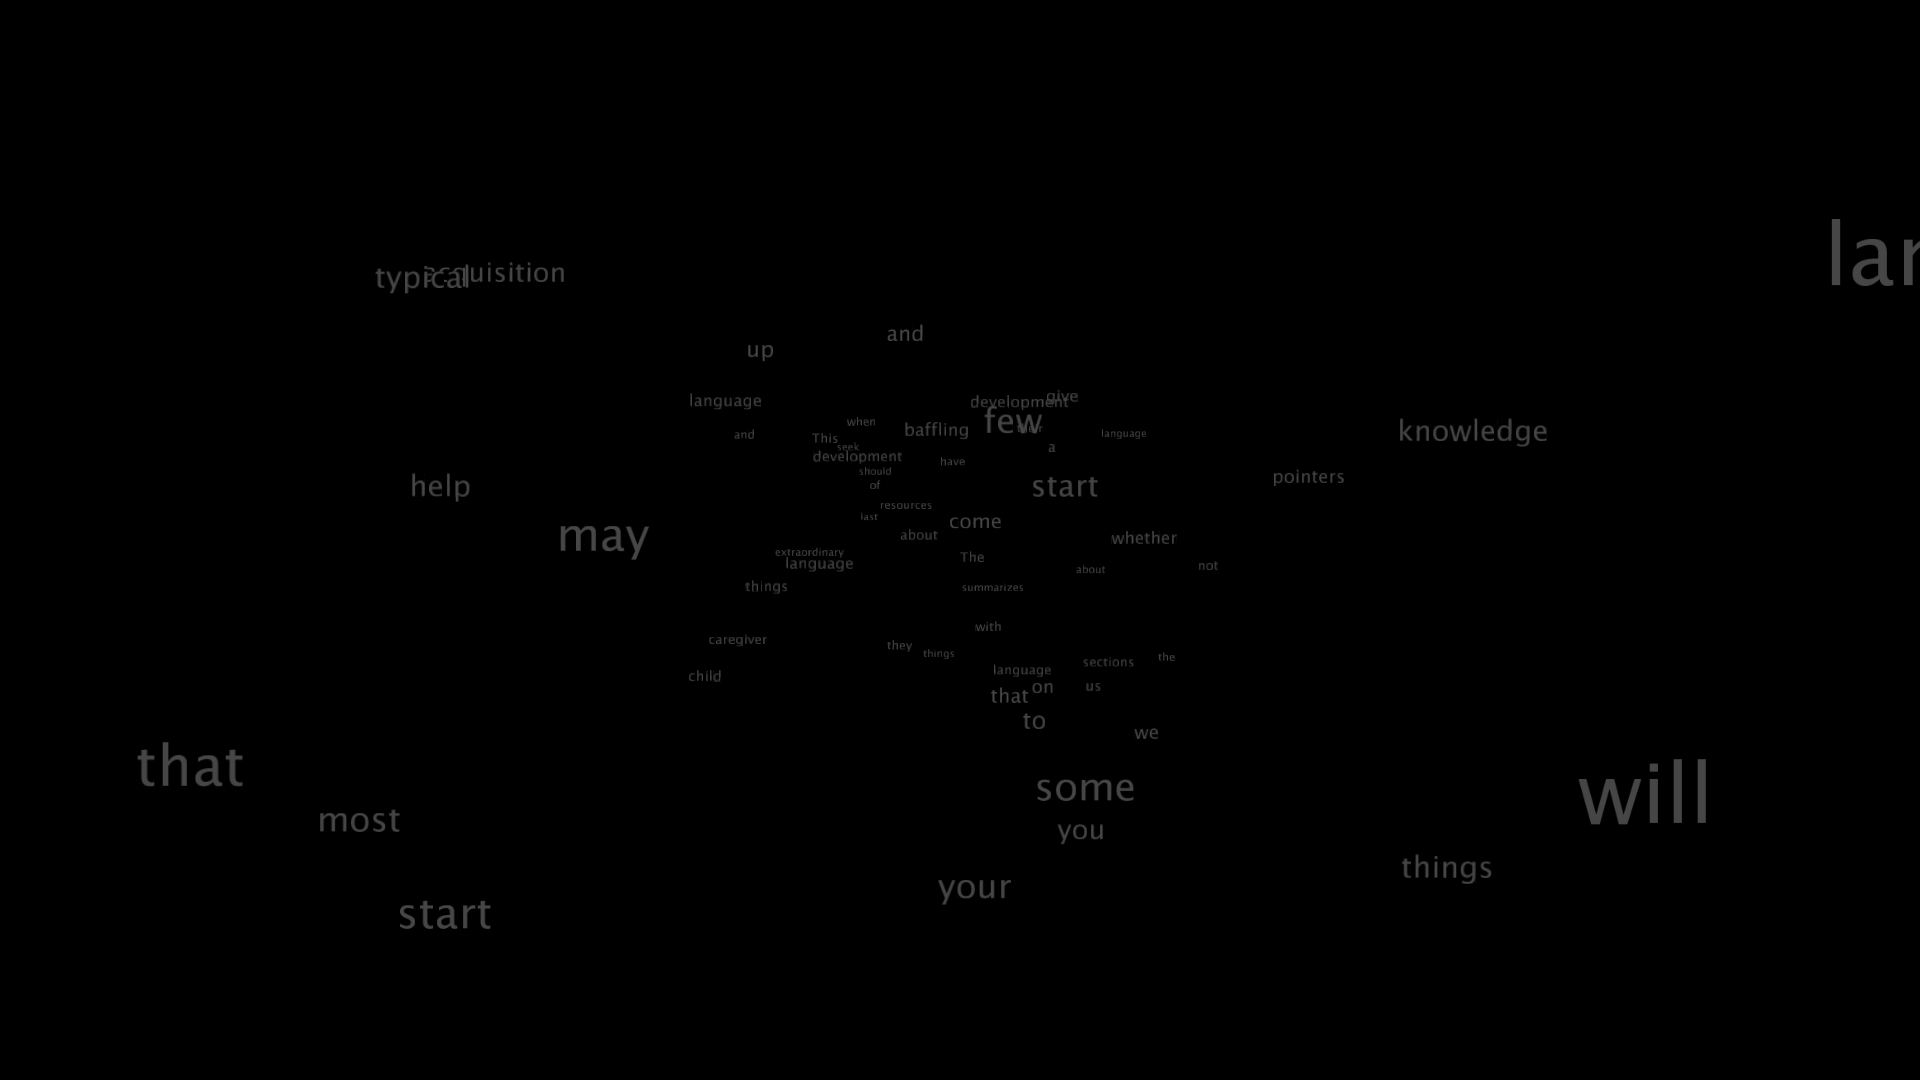 lar
typical
acquisition
and
up
language
development
give
few
their
when
and
This
seek
baffling
language
a
knowledge
development
have
should
of
pointers
help
start
resources
last
come
may
about
whether
extraordinary
language
The
about
not
things
summarizes
with
caregiver
they
things
sections
the
language
child
that
on
us
to
we
that
some
will
most
you
things
your
start